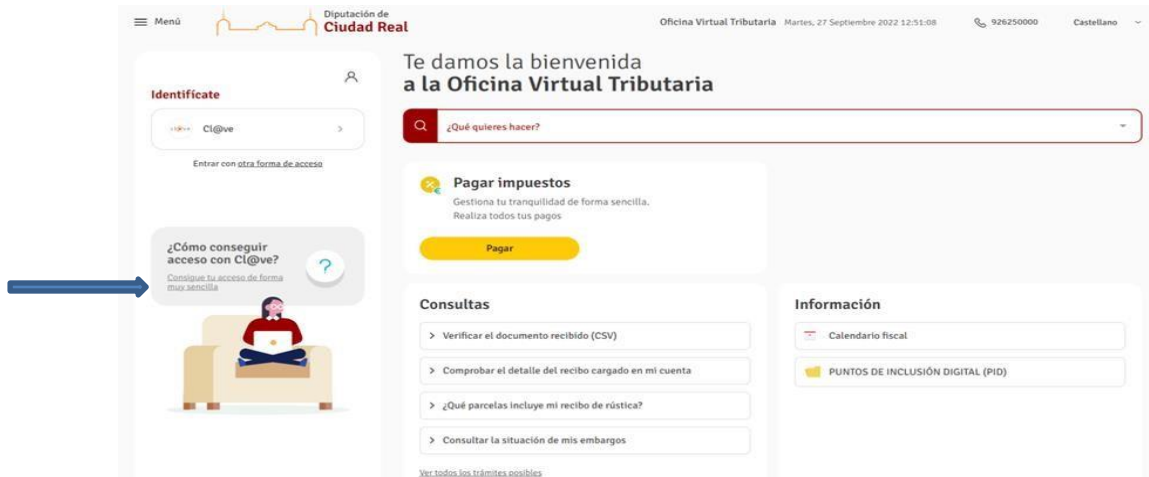 Menú
Diputación de
Ciudad Real
Oficina Virtual Tributaria Martes, 27 Septiembre 2022 12:51:08
926250000
Castellano
Identifícate
Cl@ve
Entrar con otra forma de acceso
¿Cómo conseguir
acceso con Cl@ve?
Consigue tu acceso de forma
muy sencilla
Te damos la bienvenida
a la Oficina Virtual Tributaria
¿Qué quieres hacer?
Pagar impuestos
Gestiona tu tranquilidad de forma sencilla.
Realiza todos tus pagos
Pagar
Consultas
Verificar el documento recibido (CSV)
Comprobar el detalle del recibo cargado en mi cuenta
¿Qué parcelas incluye mi recibo de rústica?
Consultar la situación de mis embargos
Ver todos los trámites posibles
Información
Calendario fiscal
PUNTOS DE INCLUSIÓN DIGITAL (PID)